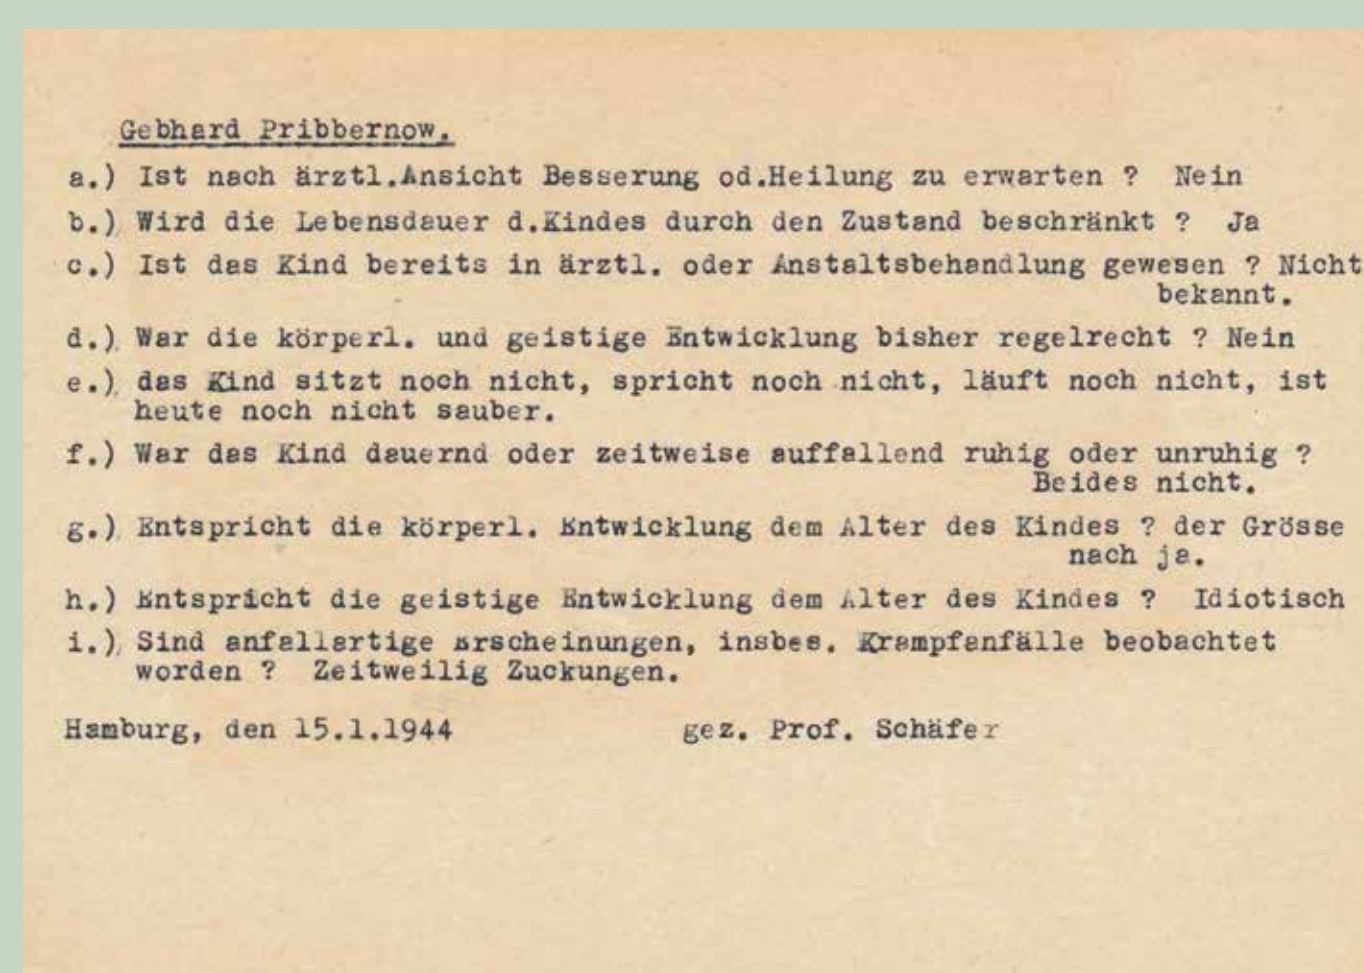 Gebhard Pribbernow.
a.) Ist nach ärztl.Ansicht Besserung od.Heilung zu erwarten ? Nein
b.) Wird die Lebensdauer d.Kindes durch den Zustand beschränkt ? Ja
c.) Ist das Kind bereits in ärztl. oder Anstaltsbehandlung gewesen ? Nicht
bekannt.
d.) War die körperl. und geistige Entwicklung bisher regelrecht ? Nein
e.) das Kind sitzt noch nicht, spricht noch nicht, läuft noch nicht, ist
heute noch nicht sauber.
f.) War das Kind dauernd oder zeitweise auffallend ruhig oder unruhig ?
Beides nicht.
g.) Entspricht die körperl. Entwicklung dem Alter des Kindes ? der Grösse
nach ja.
h.) Entspricht die geistige Entwicklung dem Alter des Kindes ? Idiotisch
i.) Sind anfallartige Erscheinungen, insbes. Krampfanfälle beobachtet
worden ? Zeitweilig Zuckungen.
Hamburg, den 15.1.1944 gez. Prof. Schäfer